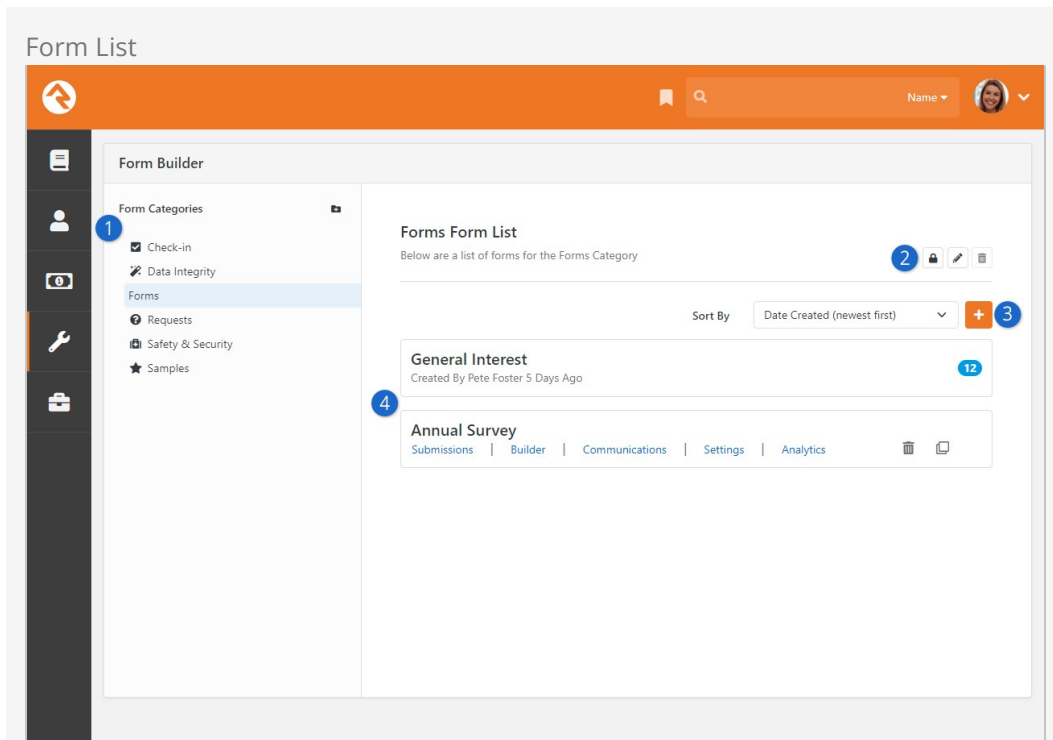 Form List
Name
Form Builder
Form Categories
1
Check-in
Data Integrity
Forms
Requests
Safety & Security
Samples
Forms Form List
Below are a list of forms for the Forms Category
2
Sort By
Date Created (newest first)
+
3
General Interest
Created By Pete Foster 5 Days Ago
12
4
Annual Survey
Submissions | Builder | Communications | Settings | Analytics